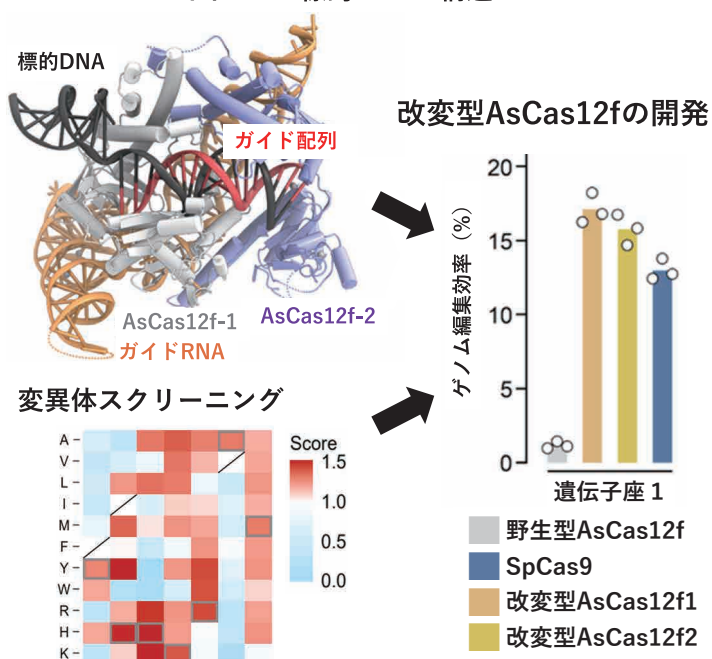 標的DNA
ガイド配列
AsCas12f-1
AsCas12f-2
ガイドRNA
変異体スクリーニング
A
V
L
I
M
F
Y
W
R
H
K
Score
1.5
1.0
0.5
0.0
改変型AsCas12fの開発
ゲノム編集効率（%）
20
15
10
5
0
遺伝子座 1
野生型AsCas12f
SpCas9
改変型AsCas12f1
改変型AsCas12f2